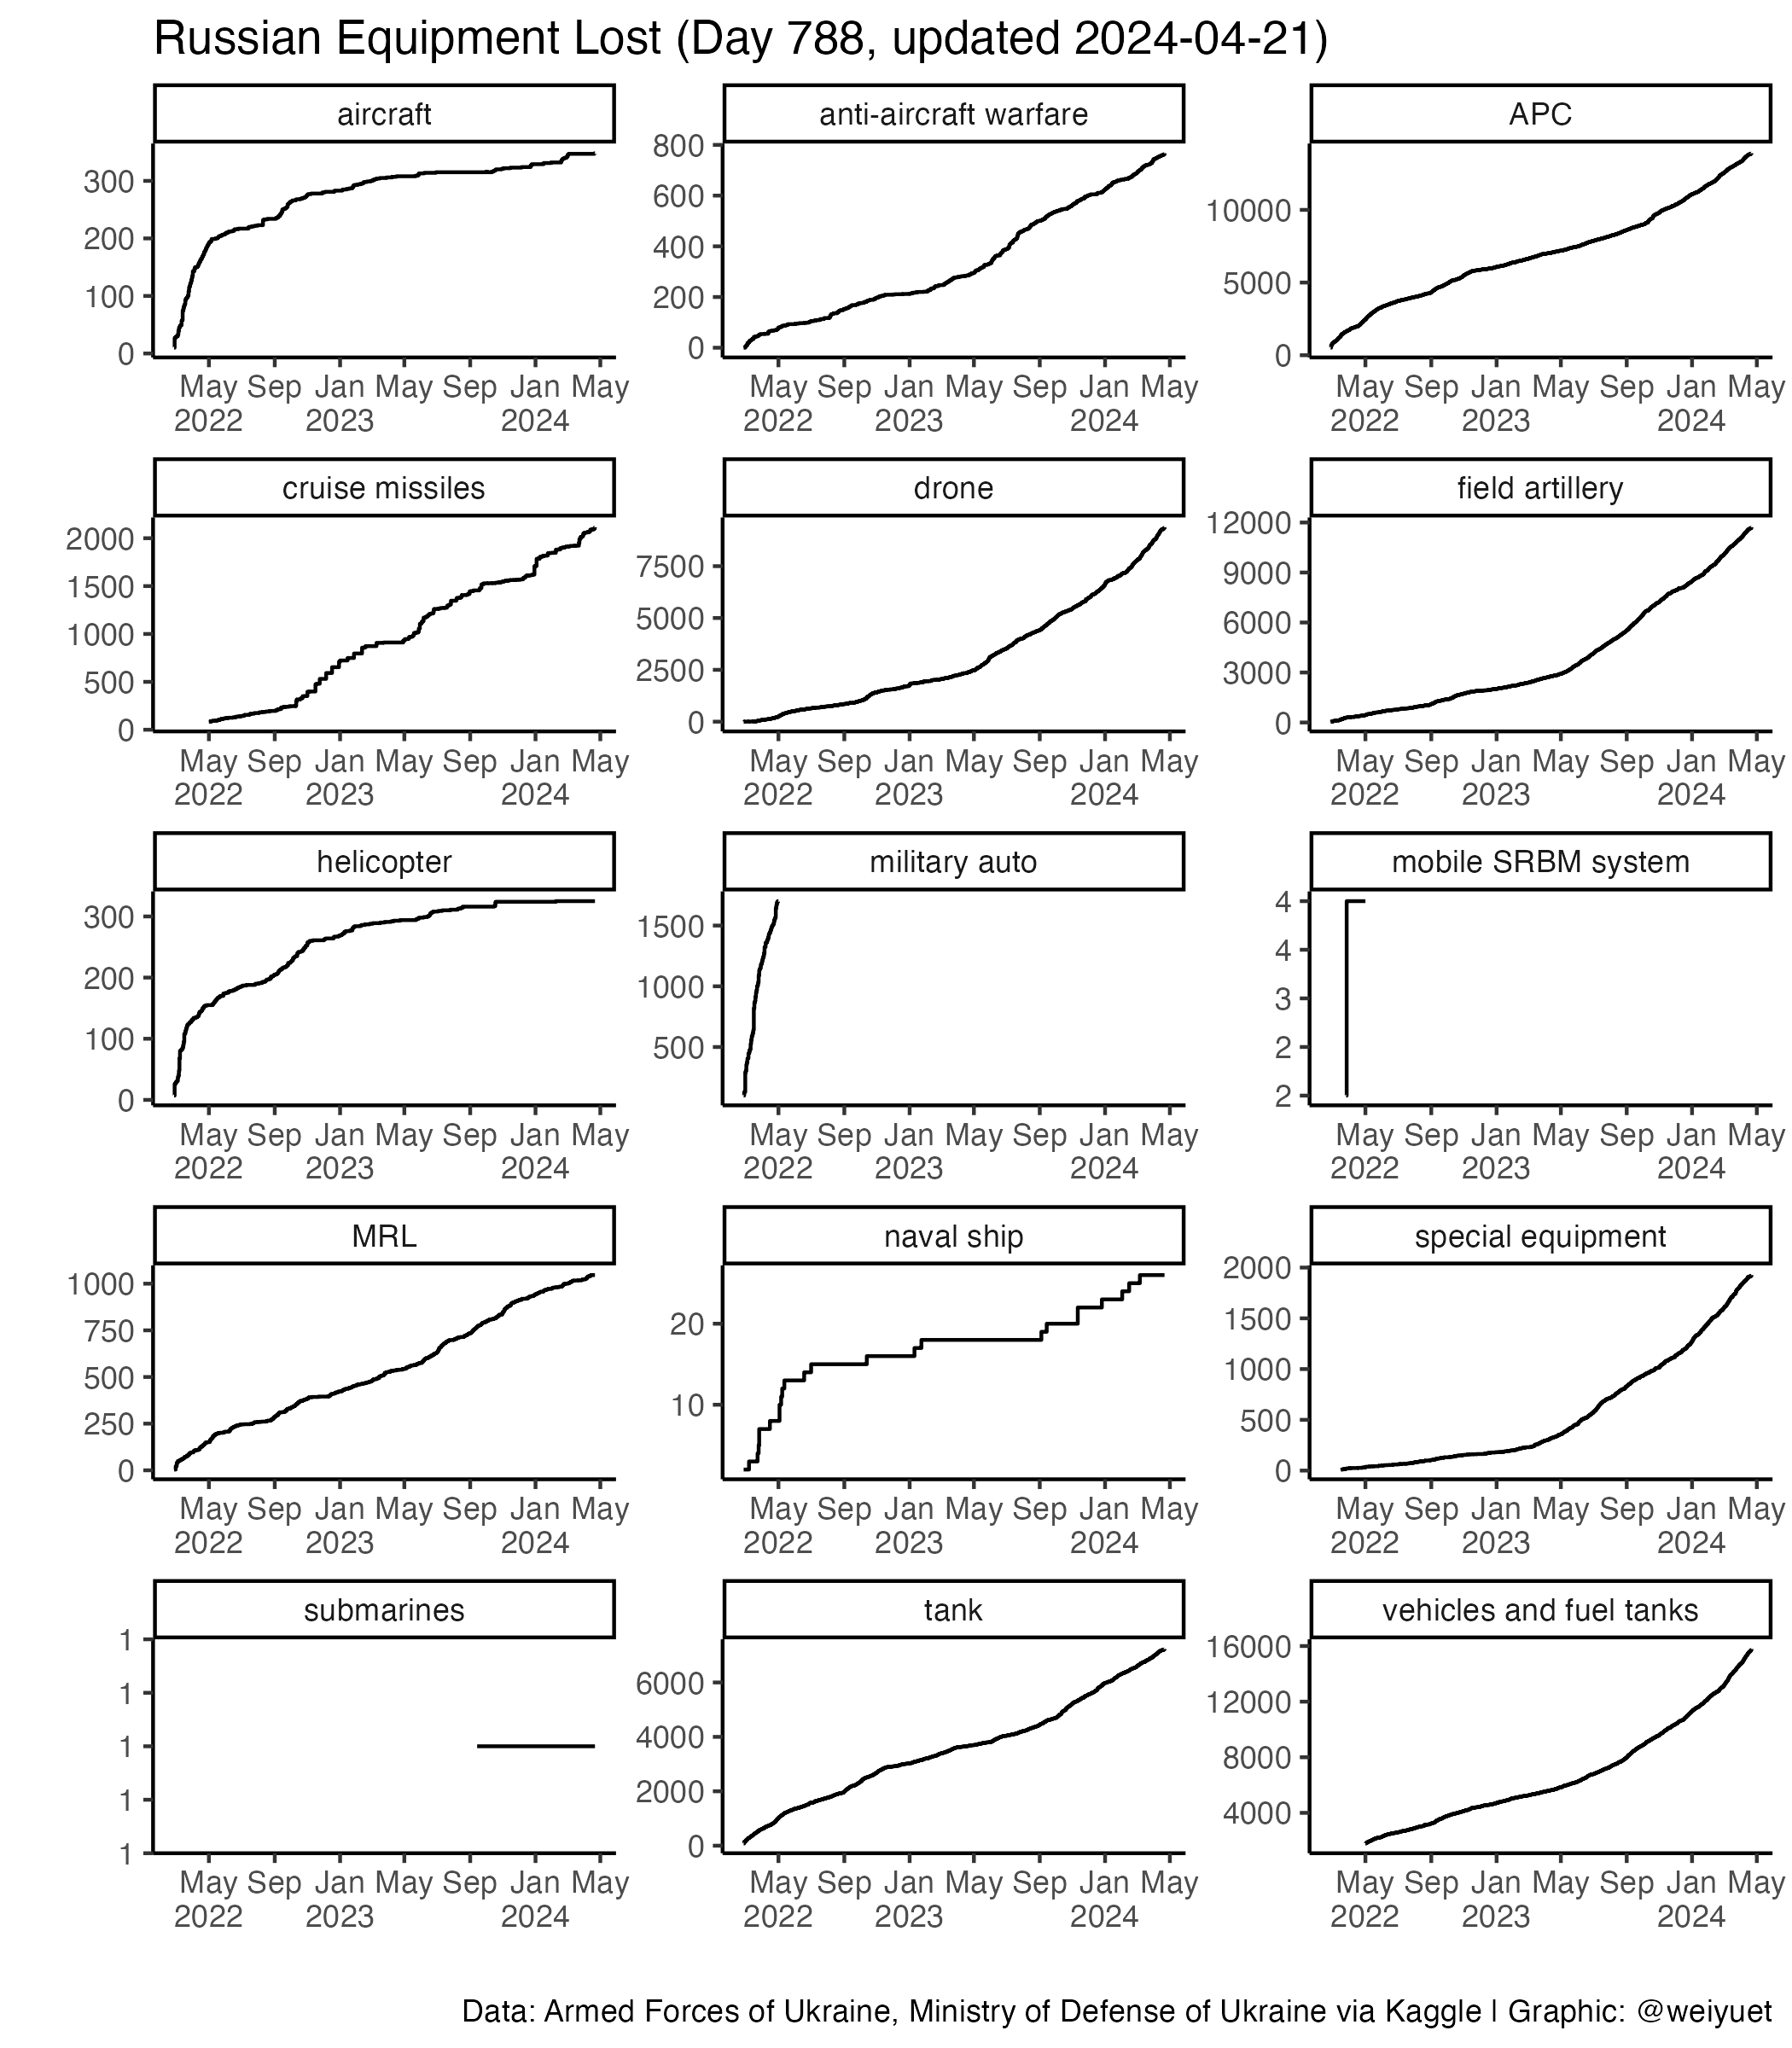 Russian Equipment Lost (Day 788, updated 2024-04-21)
aircraft
300
200
100
0
May Sep Jan May Sep Jan May
2022 2023 2024
anti-aircraft warfare
800
600
400
200
0
May Sep Jan May Sep Jan May
2022 2023 2024
APC
10000
5000
0
May Sep Jan May Sep Jan May
2022 2023 2024
cruise missiles
2000
1500
1000
500
0
May Sep Jan May Sep Jan May
2022 2023 2024
drone
7500
5000
2500
0
May Sep Jan May Sep Jan May
2022 2023 2024
field artillery
12000
9000
6000
3000
0
May Sep Jan May Sep Jan May
2022 2023 2024
helicopter
300
200
100
0
May Sep Jan May Sep Jan May
2022 2023 2024
military auto
1500
1000
500
May Sep Jan May Sep Jan May
2022 2023 2024
mobile SRBM system
4
4
3
2
2
May Sep Jan May Sep Jan May
2022 2023 2024
MRL
1000
750
500
250
0
May Sep Jan May Sep Jan May
2022 2023 2024
naval ship
20
10
May Sep Jan May Sep Jan May
2022 2023 2024
special equipment
2000
1500
1000
500
0
May Sep Jan May Sep Jan May
2022 2023 2024
submarines
1
1
1
1
1
May Sep Jan May Sep Jan May
2022 2023 2024
tank
6000
4000
2000
0
May Sep Jan May Sep Jan May
2022 2023 2024
vehicles and fuel tanks
16000
12000
8000
4000
May Sep Jan May Sep Jan May
2022 2023 2024
Data: Armed Forces of Ukraine, Ministry of Defense of Ukraine via Kaggle | Graphic: @weiyuet